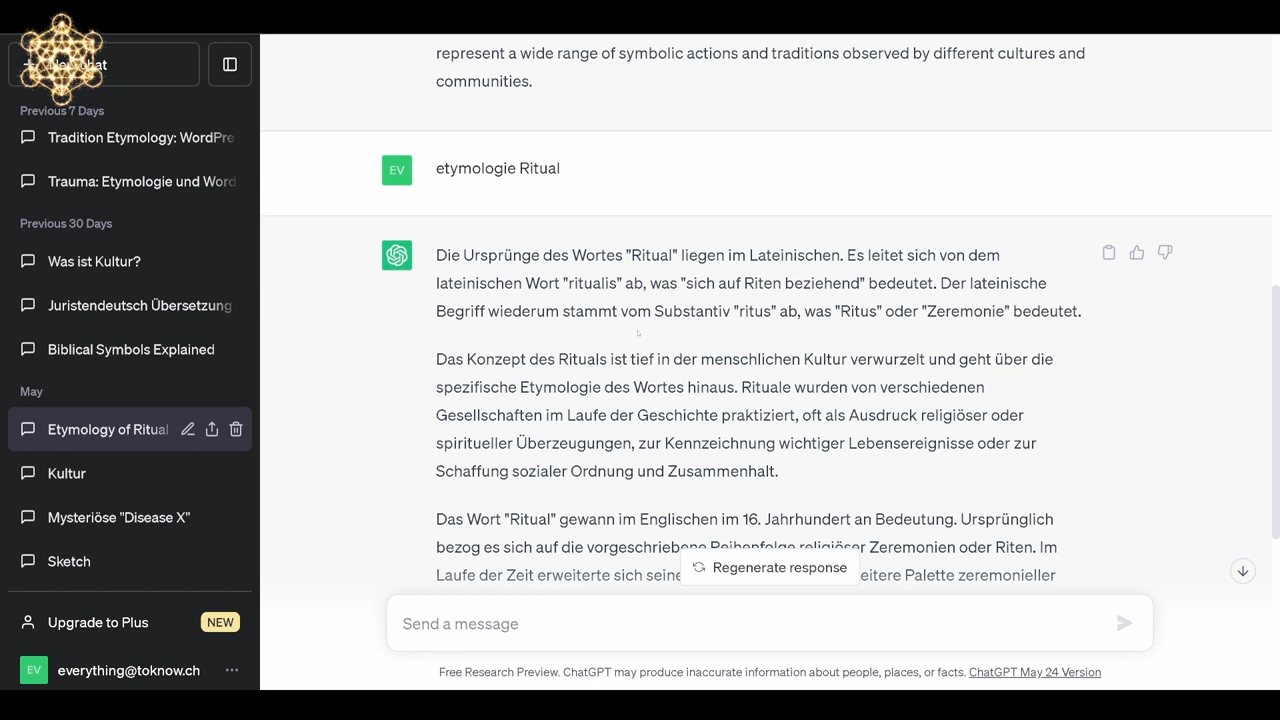 New chat
Previous 7 Days
Tradition Etymology: WordPre
Trauma: Etymologie und Word
Previous 30 Days
Was ist Kultur?
Juristendeutsch Übersetzung
Biblical Symbols Explained
May
Etymology of Ritual
Kultur
Mysteriöse "Disease X"
Sketch
Upgrade to Plus
NEW
EV
everything@toknow.ch
represent a wide range of symbolic actions and traditions observed by different cultures and
communities.
EV
etymologie Ritual
Die Ursprünge des Wortes "Ritual" liegen im Lateinischen. Es leitet sich von dem
lateinischen Wort "ritualis" ab, was "sich auf Riten beziehend" bedeutet. Der lateinische
Begriff wiederum stammt vom Substantiv "ritus" ab, was "Ritus" oder "Zeremonie" bedeutet.
Das Konzept des Rituals ist tief in der menschlichen Kultur verwurzelt und geht über die
spezifische Etymologie des Wortes hinaus. Rituale wurden von verschiedenen
Gesellschaften im Laufe der Geschichte praktiziert, oft als Ausdruck religiöser oder
spiritueller Überzeugungen, zur Kennzeichnung wichtiger Lebensereignisse oder zur
Schaffung sozialer Ordnung und Zusammenhalt.
Das Wort "Ritual" gewann im Englischen im 16. Jahrhundert an Bedeutung. Ursprünglich
bezog es sich auf die vorgeschriebene Reihenfolge religiöser Zeremonien oder Riten. Im
Laufe der Zeit erweiterte sich seine Palette zeremonieller
Regenerate response
Send a message
Free Research Preview. ChatGPT may produce inaccurate information about people, places, or facts. ChatGPT May 24 Version